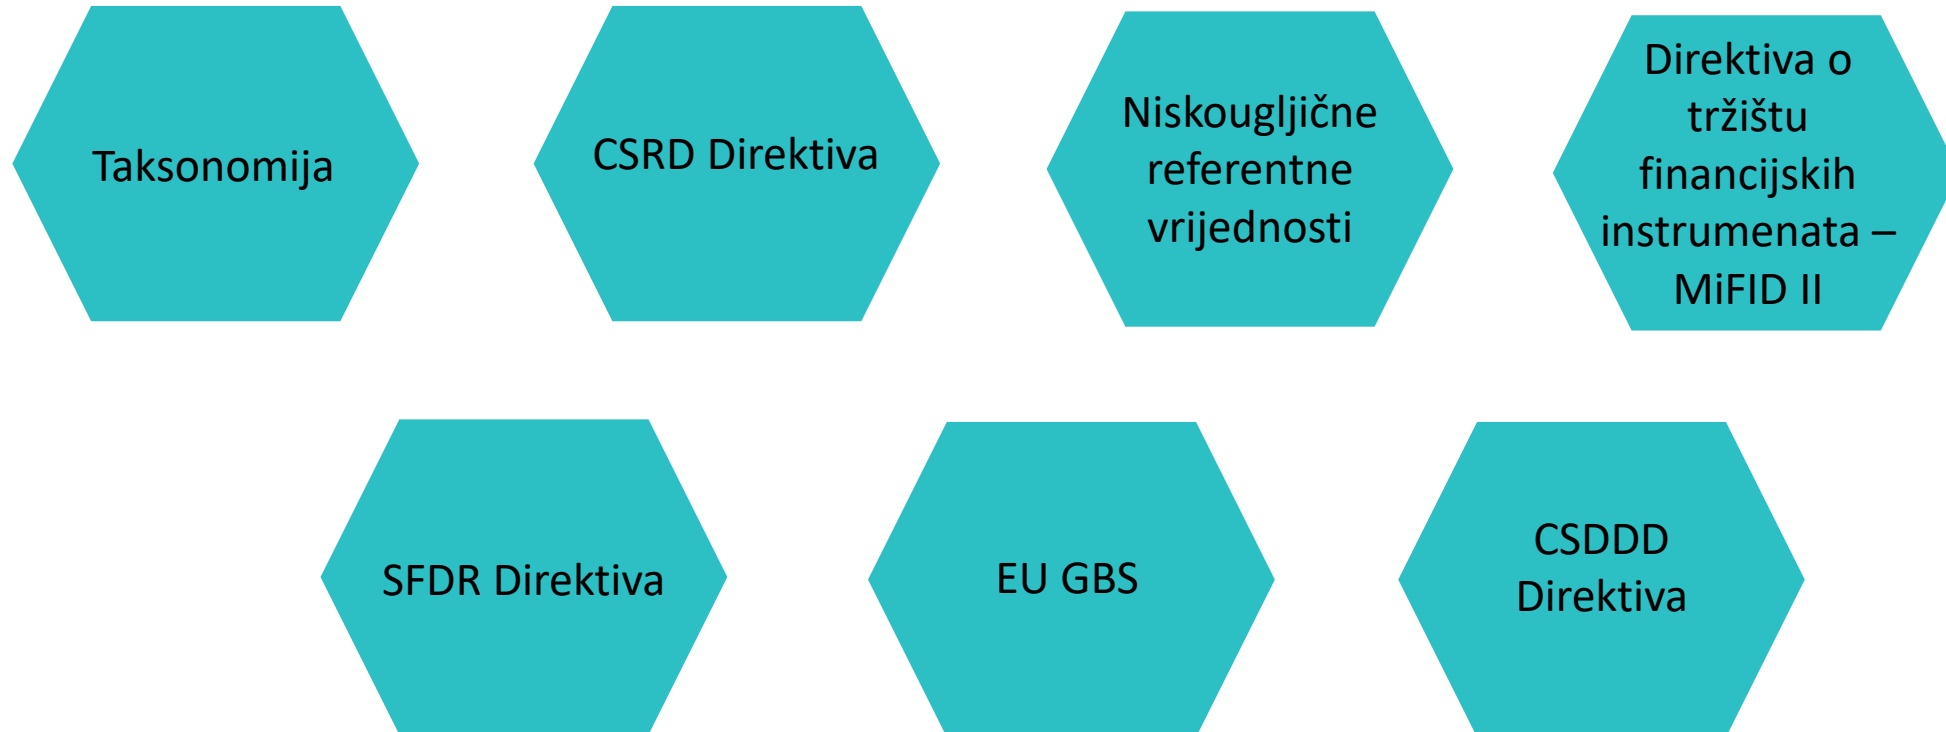 Taksonomija
CSRD Direktiva
Niskougljične
referentne
vrijednosti
Direktiva o
tržištu
financijskih
instrumenata –
MiFID II
SFDR Direktiva
EU GBS
CSDDD
Direktiva